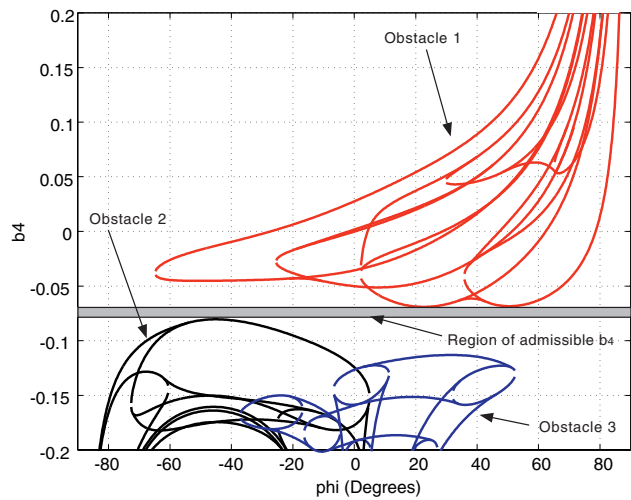 0.2
0.15
0.1
0.05
0
-0.05
-0.1
-0.15
-0.2
b4
Obstacle 1
Obstacle 2
Region of admissible b4
Obstacle 3
-80 -60 -40 -20 0 20 40 60 80
phi (Degrees)